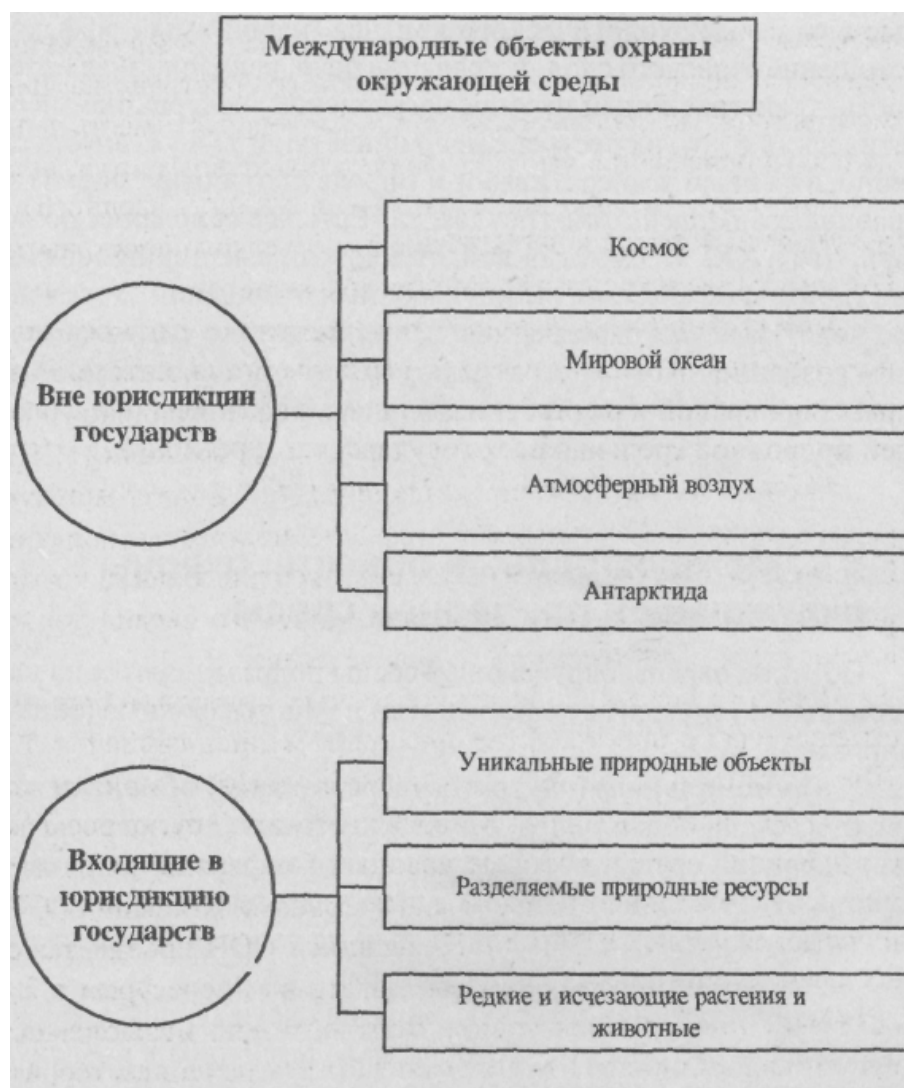 Международные объекты охраны
окружающей среды
Космос
Мировой океан
Вне юрисдикции
государств
Атмосферный воздух
Антарктида
Уникальные природные объекты
Входящие в
юрисдикцию
государств
Разделяемые природные ресурсы
Редкие и исчезающие растения и
животные